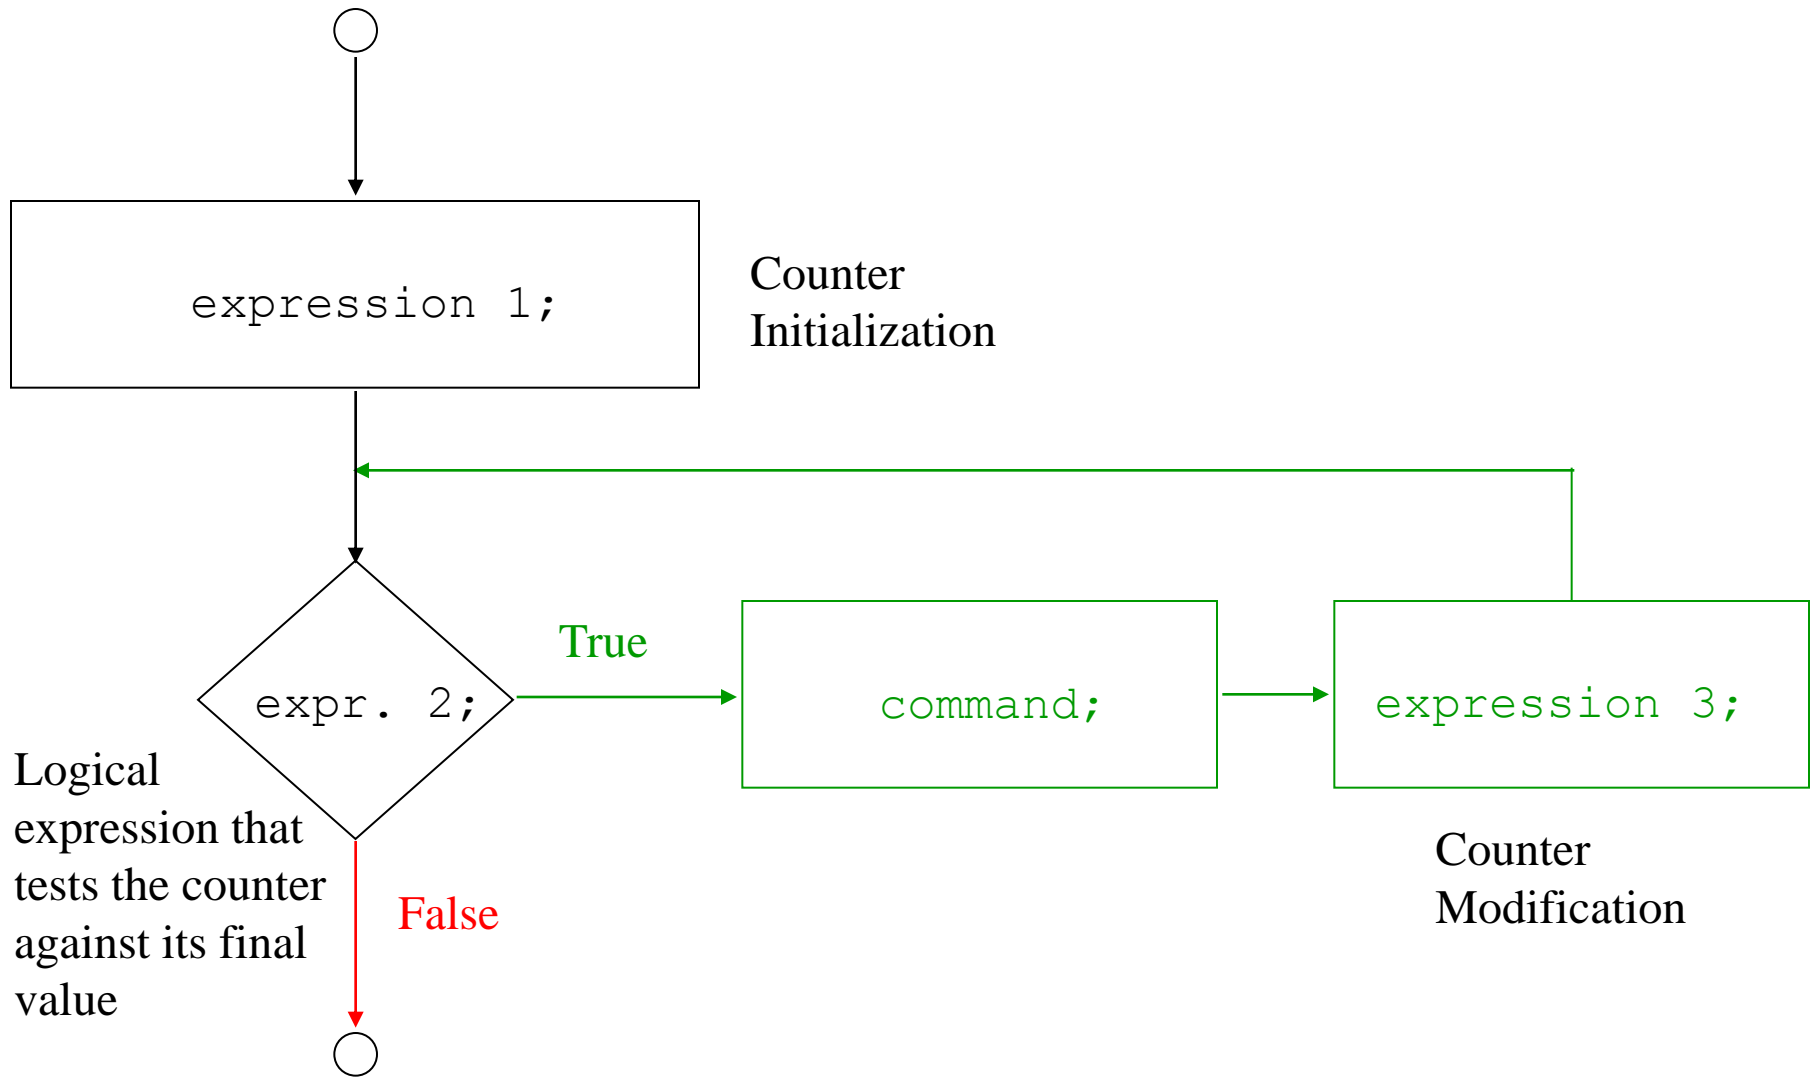 expression 1;
Counter
Initialization
True
expr. 2;
command;
expression 3;
Logical
expression that
tests the counter
against its final
value
False
Counter
Modification